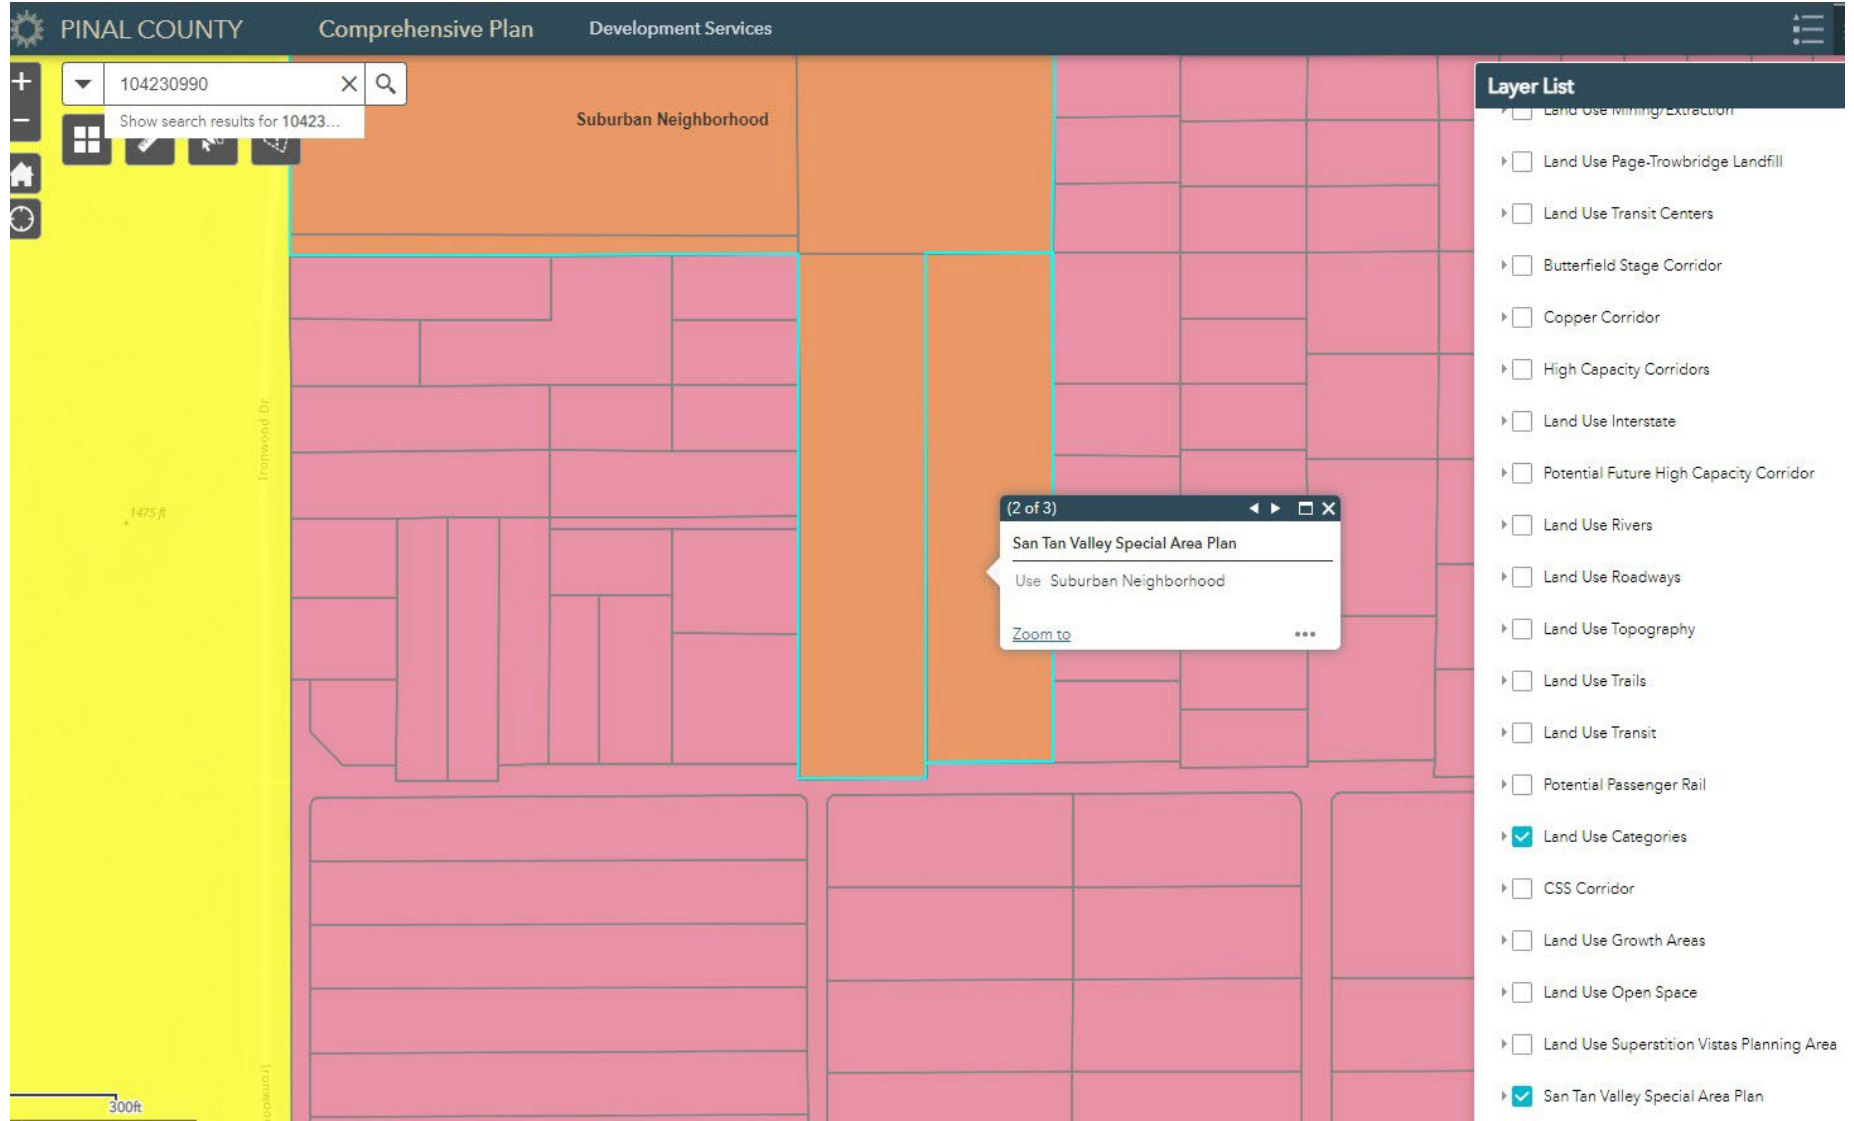 PINAL COUNTY
Comprehensive Plan
Development Services
104230990
Show search results for 10423...
Suburban Neighborhood
Ironwood Dr
1475 ft
(2 of 3)
San Tan Valley Special Area Plan
Use Suburban Neighborhood
Zoom to
300ft
Layer List
Land Use Mining/Extraction
Land Use Page-Trowbridge Landfill
Land Use Transit Centers
Butterfield Stage Corridor
Copper Corridor
High Capacity Corridors
Land Use Interstate
Potential Future High Capacity Corridor
Land Use Rivers
Land Use Roadways
Land Use Topography
Land Use Trails
Land Use Transit
Potential Passenger Rail
Land Use Categories
CSS Corridor
Land Use Growth Areas
Land Use Open Space
Land Use Superstition Vistas Planning Area
San Tan Valley Special Area Plan